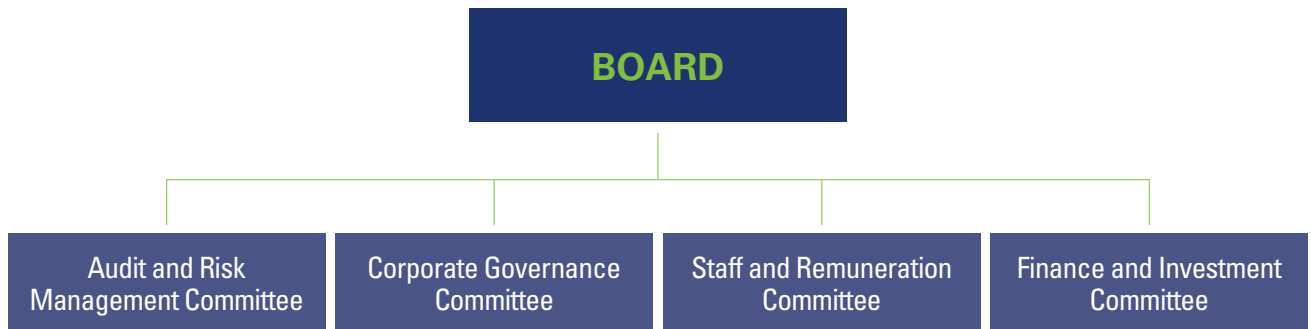 BOARD
Audit and Risk
Management Committee
Corporate Governance
Committee
Staff and Remuneration
Committee
Finance and Investment
Committee